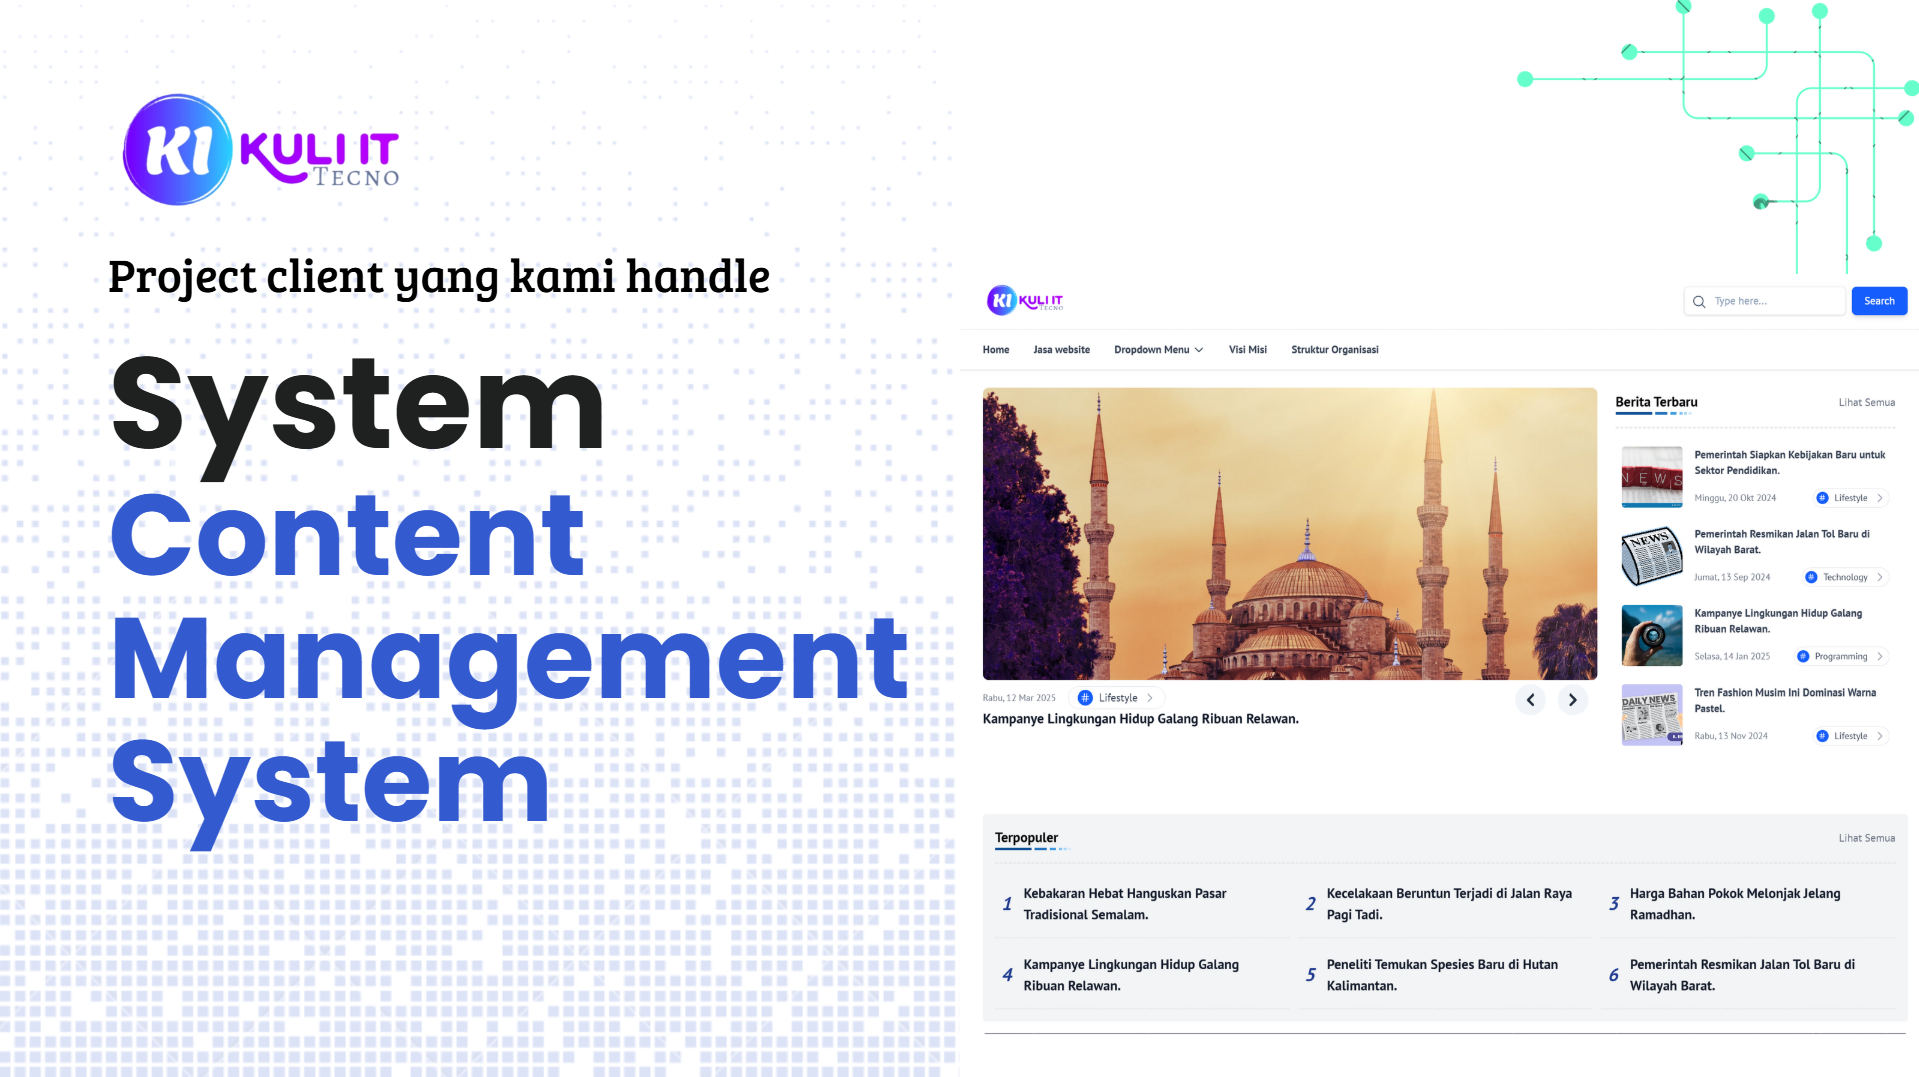 KI KULI IT
TECNO
Project client yang kami handle
System
Content
Management
System
KI KULI IT
TECNO
Type here...
Search
Home
Jasa website
Dropdown Menu
Visi Misi
Struktur Organisasi
Rabu, 12 Mar 2025
# Lifestyle
Kampanye Lingkungan Hidup Galang Ribuan Relawan.
Berita Terbaru
Lihat Semua
NEWS
Pemerintah Siapkan Kebijakan Baru untuk
Sektor Pendidikan.
Minggu, 20 Okt 2024
# Lifestyle
NEWS
Pemerintah Resmikan Jalan Tol Baru di
Wilayah Barat.
Jumat, 13 Sep 2024
# Technology
Kampanye Lingkungan Hidup Galang
Ribuan Relawan.
Selasa, 14 Jan 2025
# Programming
DAILY NEWS
Tren Fashion Musim Ini Dominasi Warna
Pastel.
Rabu, 13 Nov 2024
# Lifestyle
Terpopuler
Lihat Semua
1
Kebakaran Hebat Hanguskan Pasar
Tradisional Semalam.
2
Kecelakaan Beruntun Terjadi di Jalan Raya
Pagi Tadi.
3
Harga Bahan Pokok Melonjak Jelang
Ramadhan.
4
Kampanye Lingkungan Hidup Galang
Ribuan Relawan.
5
Peneliti Temukan Spesies Baru di Hutan
Kalimantan.
6
Pemerintah Resmikan Jalan Tol Baru di
Wilayah Barat.